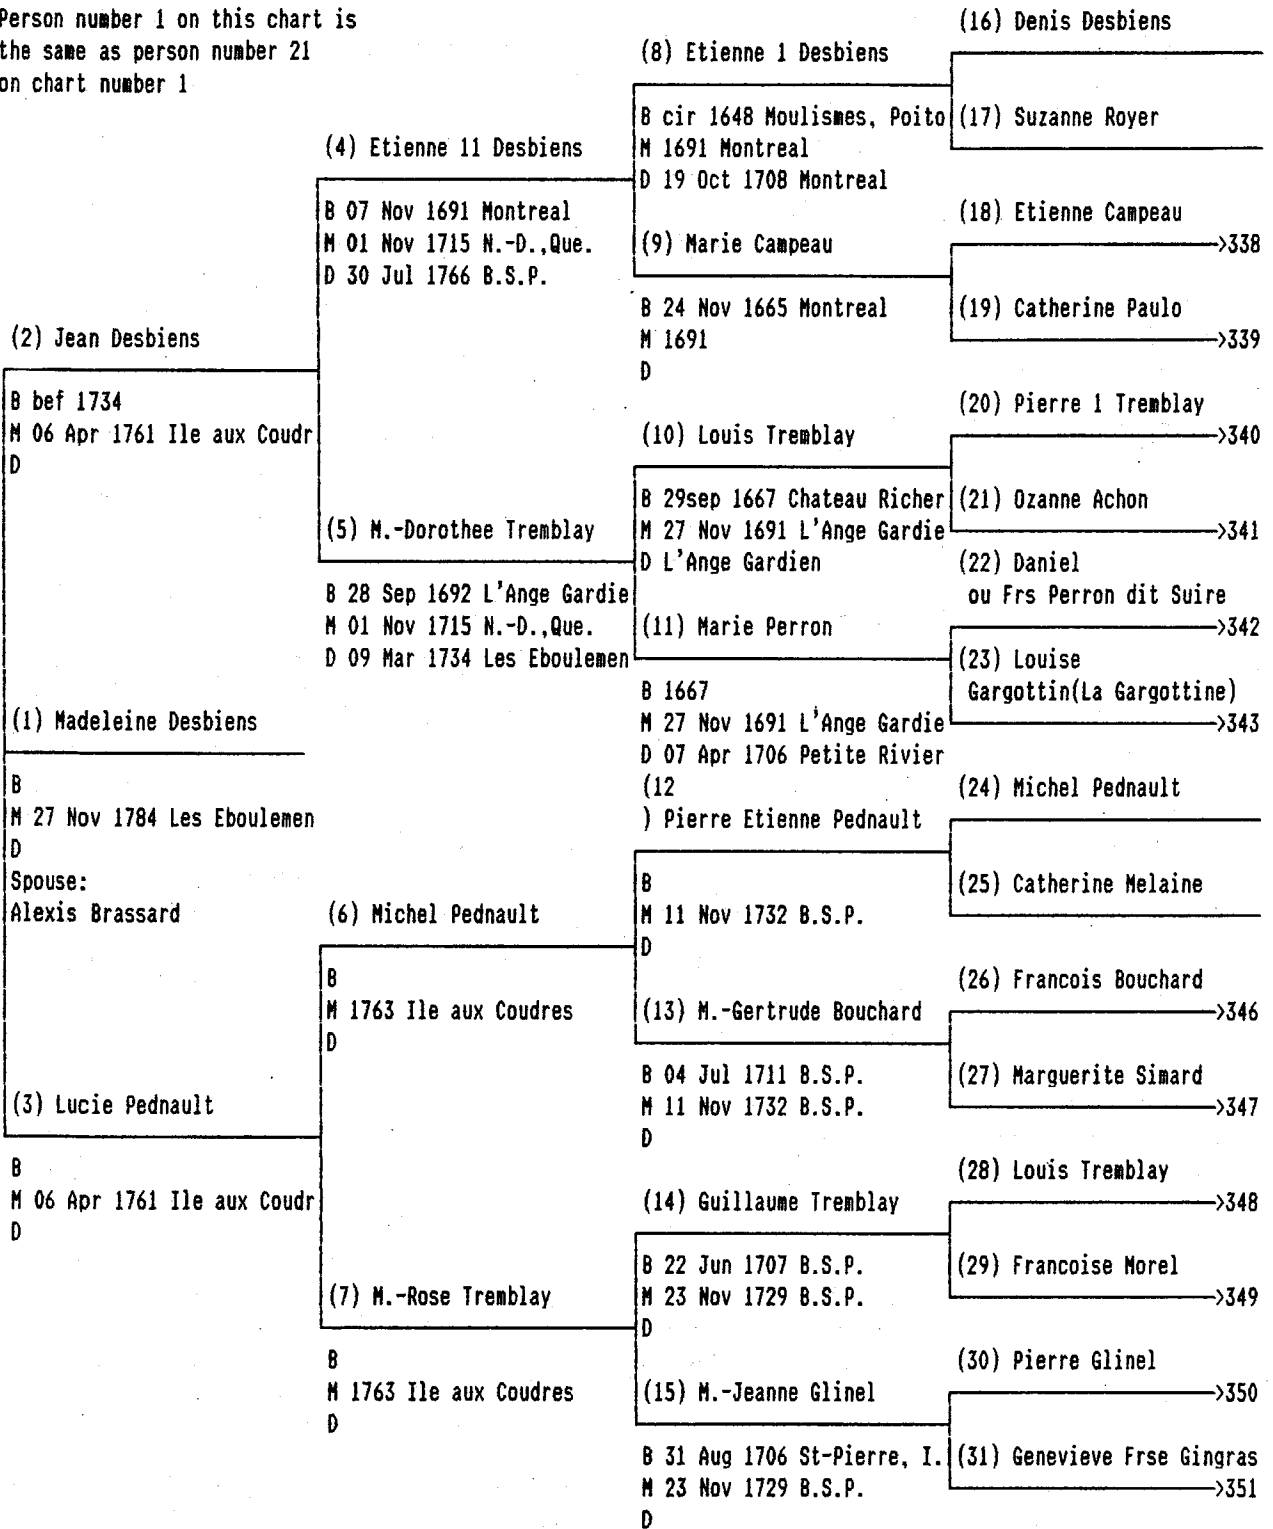 Person number 1 on this chart is
the same as person number 21
on chart number 1
(16) Denis Desbiens
(8) Etienne 1 Desbiens
B cir 1648 Moulismes, Poito
M 1691 Montreal
D 19 Oct 1708 Montreal
(17) Suzanne Royer
(4) Etienne 11 Desbiens
B 07 Nov 1691 Montreal
M 01 Nov 1715 N.-D.,Que.
D 30 Jul 1766 B.S.P.
(18) Etienne Campeau
>338
(9) Marie Campeau
B 24 Nov 1665 Montreal
M 1691
D
(19) Catherine Paulo
>339
(2) Jean Desbiens
B bef 1734
M 06 Apr 1761 Ile aux Coudr
D
(20) Pierre 1 Tremblay
>340
(10) Louis Tremblay
B 29sep 1667 Chateau Richer
M 27 Nov 1691 L'Ange Gardie
D L'Ange Gardien
(21) Ozanne Achon
>341
(5) M.-Dorothee Tremblay
B 28 Sep 1692 L'Ange Gardie
M 01 Nov 1715 N.-D.,Que.
D 09 Mar 1734 Les Eboulemen
(22) Daniel
ou Frs Perron dit Suire
>342
(11) Marie Perron
B 1667
M 27 Nov 1691 L'Ange Gardie
D 07 Apr 1706 Petite Rivier
(23) Louise
Gargottin(La Gargottine)
>343
(1) Madeleine Desbiens
B
M 27 Nov 1784 Les Eboulemen
D
Spouse:
Alexis Brassard
(12
) Pierre Etienne Pednault
B
M 11 Nov 1732 B.S.P.
D
(24) Michel Pednault
(25) Catherine Melaine
(6) Michel Pednault
B
M 1763 Ile aux Coudres
D
(26) Francois Bouchard
>346
(13) M.-Gertrude Bouchard
B 04 Jul 1711 B.S.P.
M 11 Nov 1732 B.S.P.
D
(27) Marguerite Simard
>347
(3) Lucie Pednault
B
M 06 Apr 1761 Ile aux Coudr
D
(28) Louis Tremblay
>348
(14) Guillaume Tremblay
B 22 Jun 1707 B.S.P.
M 23 Nov 1729 B.S.P.
D
(29) Francoise Morel
>349
(7) M.-Rose Tremblay
B
M 1763 Ile aux Coudres
D
(30) Pierre Glinel
>350
(15) M.-Jeanne Glinel
B 31 Aug 1706 St-Pierre, I.
M 23 Nov 1729 B.S.P.
D
(31) Genevieve Frse Gingras
>351